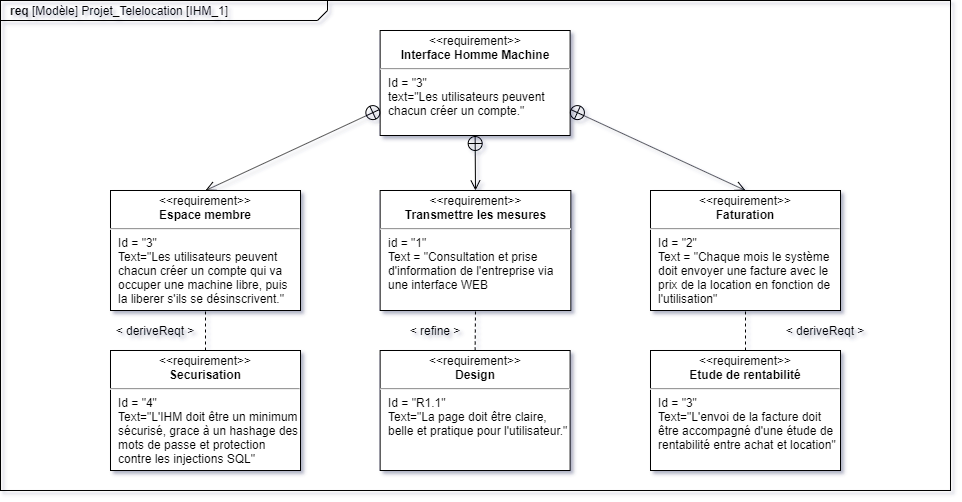 req [Modèle] Projet_Telelocation [IHM_1]
<<requirement>>
Interface Homme Machine
Id = "3"
text="Les utilisateurs peuvent
chacun créer un compte."
<<requirement>>
Espace membre
Id = "3"
Text="Les utilisateurs peuvent
chacun créer un compte qui va
occuper une machine libre, puis
la liberer s'ils se désinscrivent."
<<requirement>>
Transmettre les mesures
id = "1"
Text = "Consultation et prise
d'information de l'entreprise via
une interface WEB
<<requirement>>
Faturation
Id = "2"
Text = "Chaque mois le système
doit envoyer une facture avec le
prix de la location en fonction de
l'utilisation"
< deriveReqt >
< refine >
< deriveReqt >
<<requirement>>
Securisation
Id = "4"
Text="L'IHM doit être un minimum
sécurisé, grace à un hashage des
mots de passe et protection
contre les injections SQL"
<<requirement>>
Design
Id = "R1.1"
Text="La page doit être claire,
belle et pratique pour l'utilisateur."
<<requirement>>
Etude de rentabilité
Id = "3"
Text="L'envoi de la facture doit
être accompagné d'une étude de
rentabilité entre achat et location"